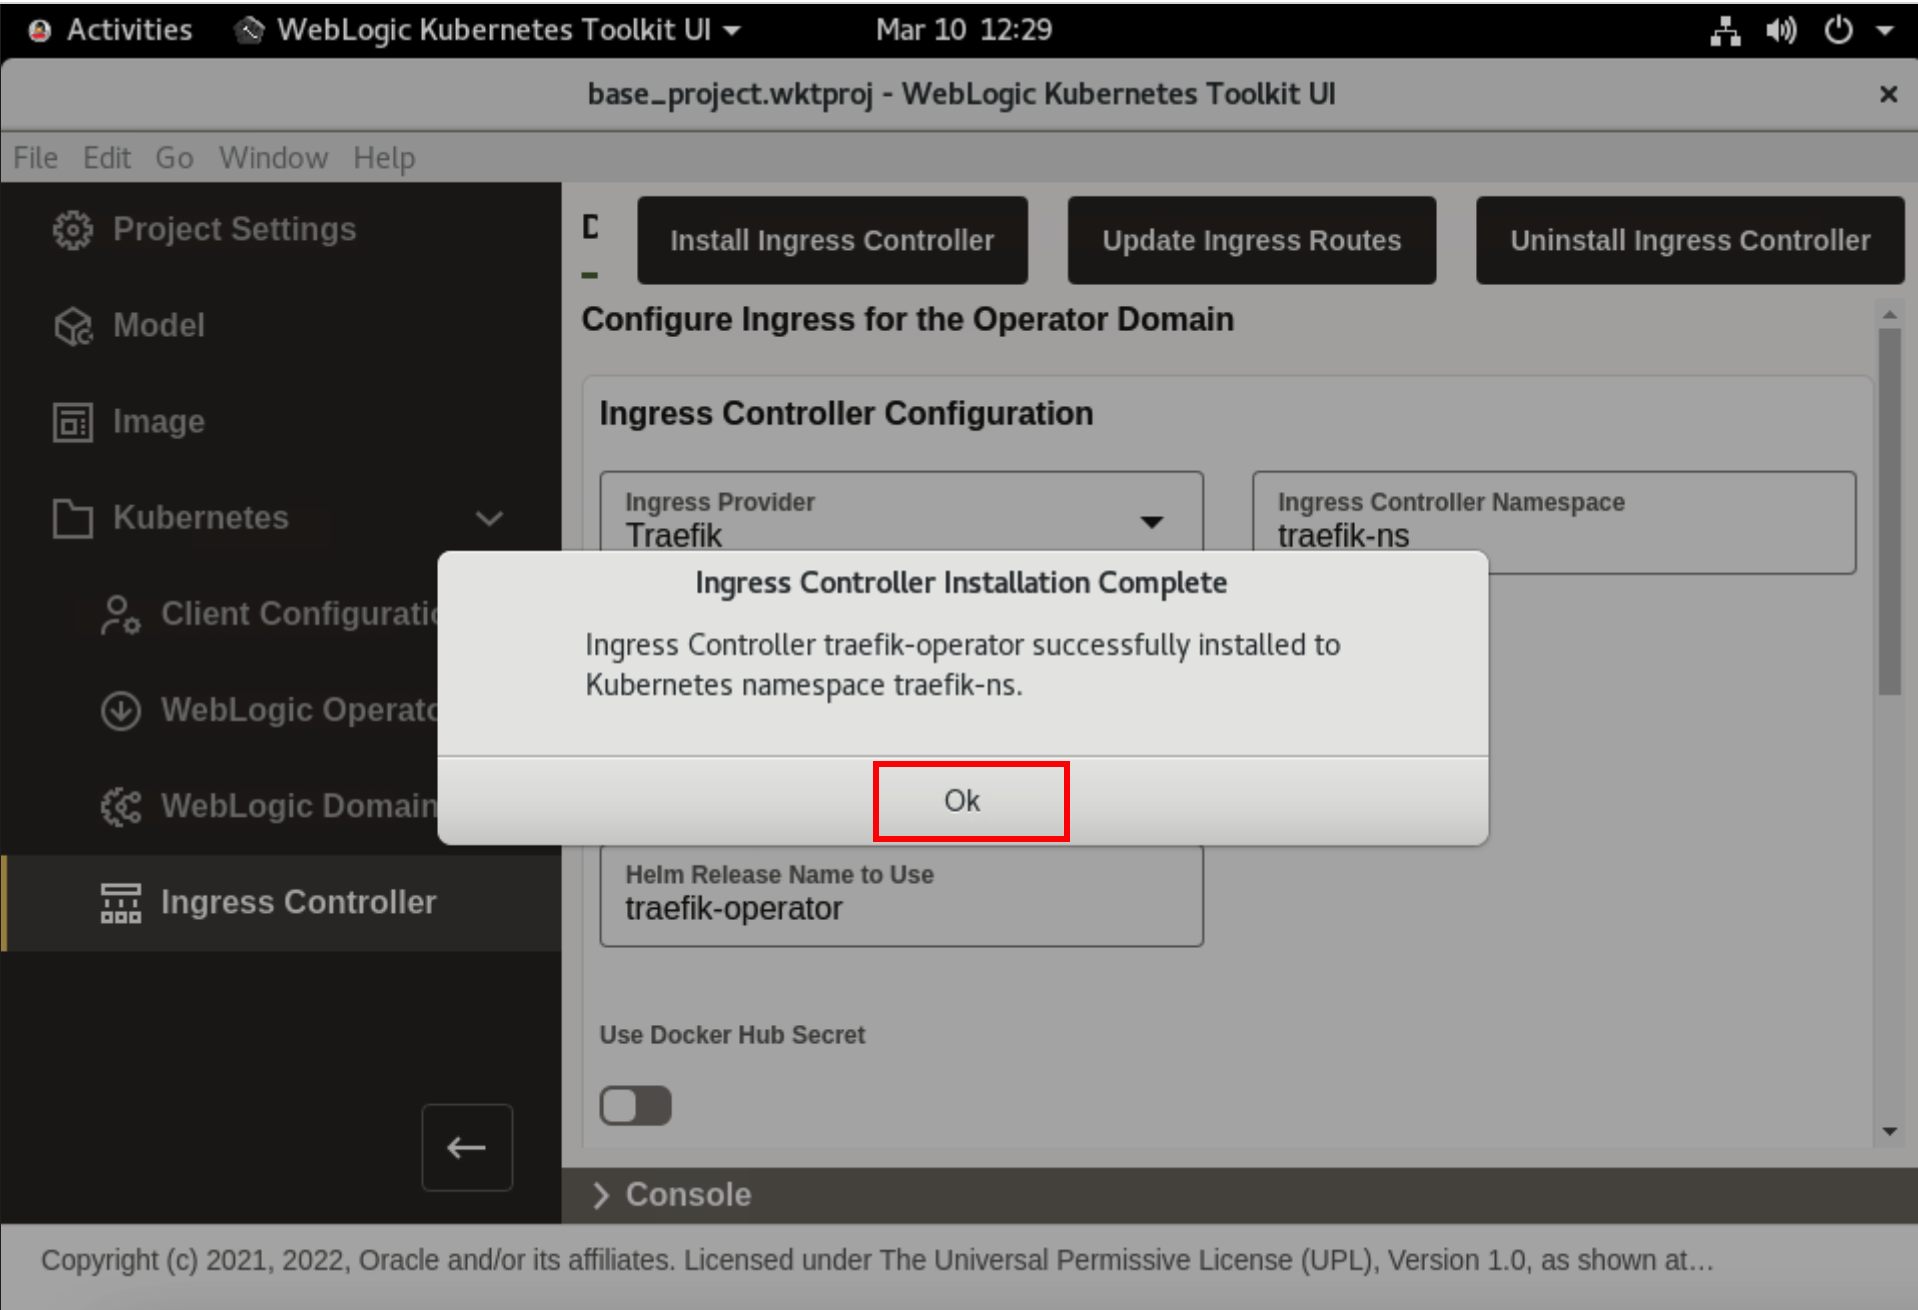 Activities WebLogic Kubernetes Toolkit UI Mar 10 12:29
base_project.wktproj - WebLogic Kubernetes Toolkit UI
File Edit Go Window Help
Project Settings
Model
Image
Kubernetes
Client Configuratio
WebLogic Operato
WebLogic Domain
Ingress Controller
D
Install Ingress Controller
Update Ingress Routes
Uninstall Ingress Controller
Configure Ingress for the Operator Domain
Ingress Controller Configuration
Ingress Provider
Traefik
Ingress Controller Namespace
traefik-ns
Ingress Controller Installation Complete
Ingress Controller traefik-operator successfully installed to
Kubernetes namespace traefik-ns.
Ok
Helm Release Name to Use
traefik-operator
Use Docker Hub Secret
Console
Copyright (c) 2021, 2022, Oracle and/or its affiliates. Licensed under The Universal Permissive License (UPL), Version 1.0, as shown at…